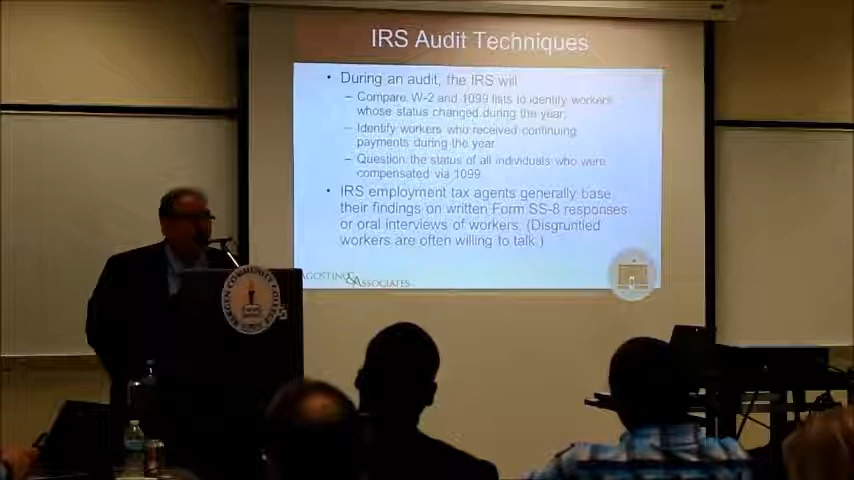 IRS Audit Techniques
• During an audit, the IRS will
– Compare W-2 and 1099 lists to identify workers
whose status changed during the year
– Identify workers who received continuing
payments during the year
– Question the status of all individuals who were
compensated via 1099
• IRS employment tax agents generally base
their findings on written Form SS-8 responses
or oral interviews of workers. (Disgruntled
workers are often willing to talk.)
AGOSTINO & ASSOCIATES
BERGEN COMMUNITY COLLEGE